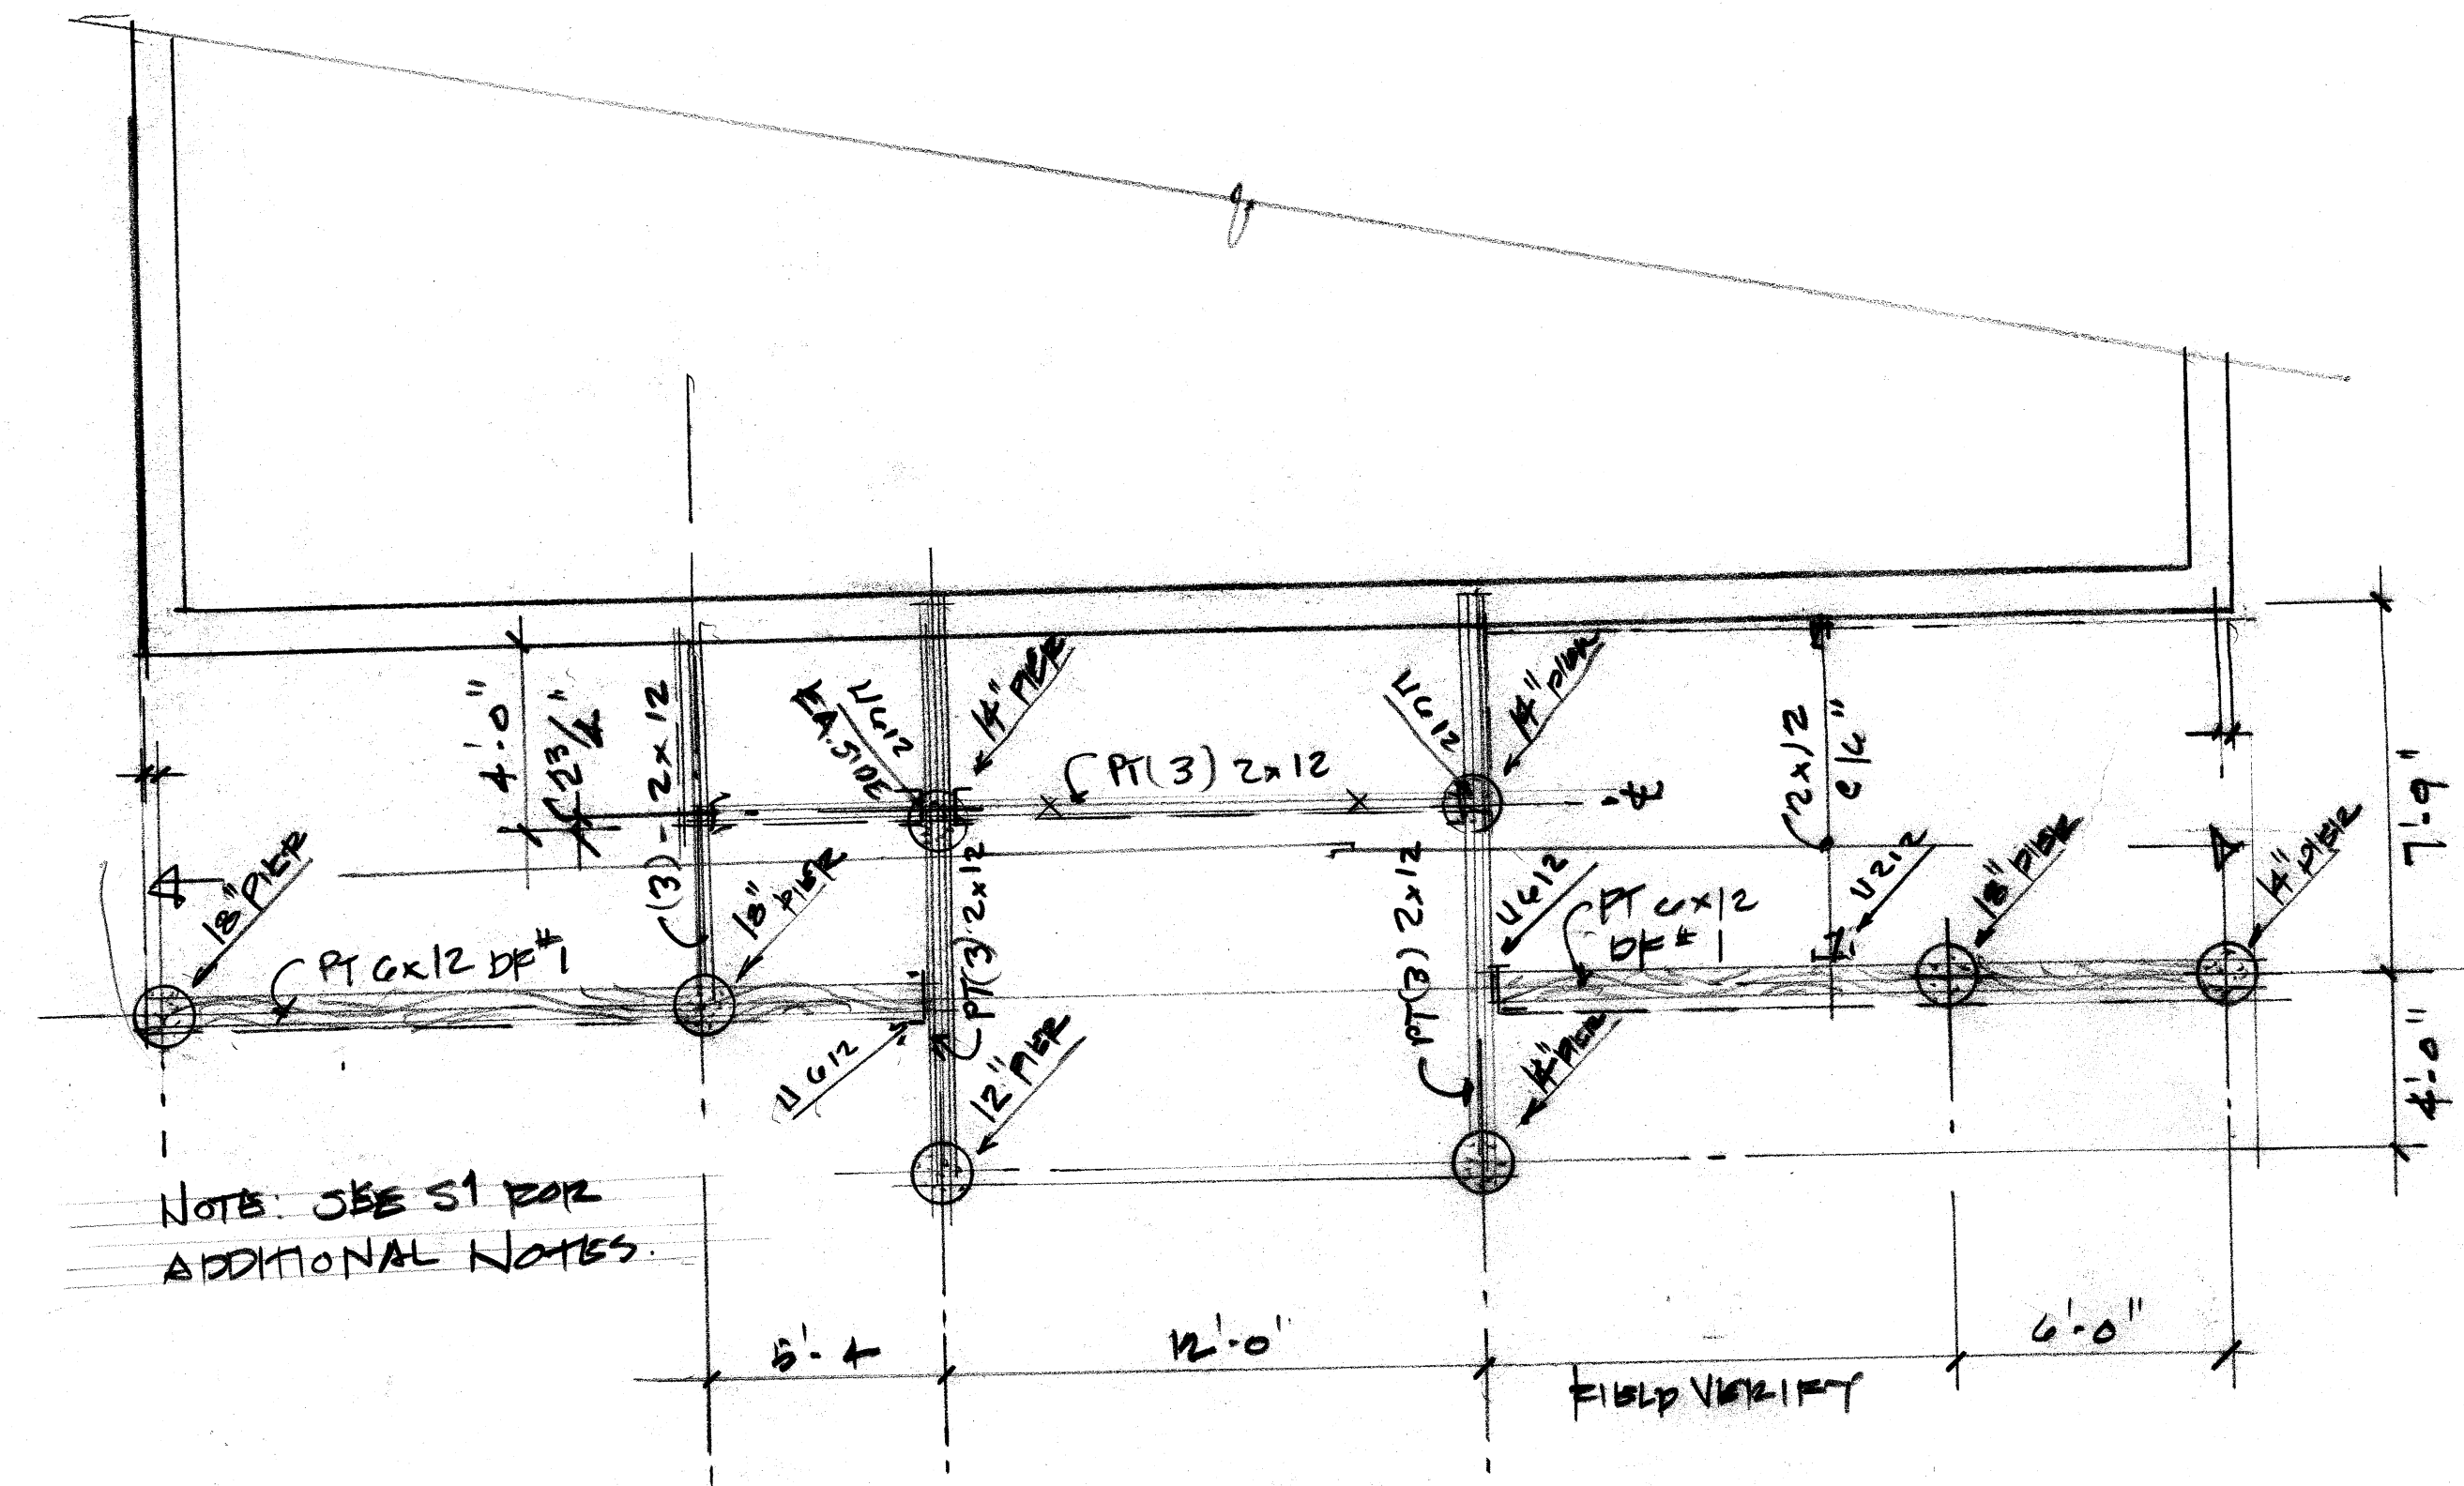 4'-0"
2 3/4"
(3) - 2x12
U612
EA. SIDE
14" PIER
PT(3) 2x12
U612
14" PIER
2x12
@ 16"
7'-9"
18" PIER
PT 6x12 DF#1
18" PIER
PT(3) 2x12
U612
12" PIER
PT(3) 2x12
U612
PT 6x12
DF#1
U212
18" PIER
14" PIER
14" PIER
4'-0"
NOTE: SEE S1 FOR
ADDITIONAL NOTES.
5'-4
12'-0"
FIELD VERIFY
6'-0"